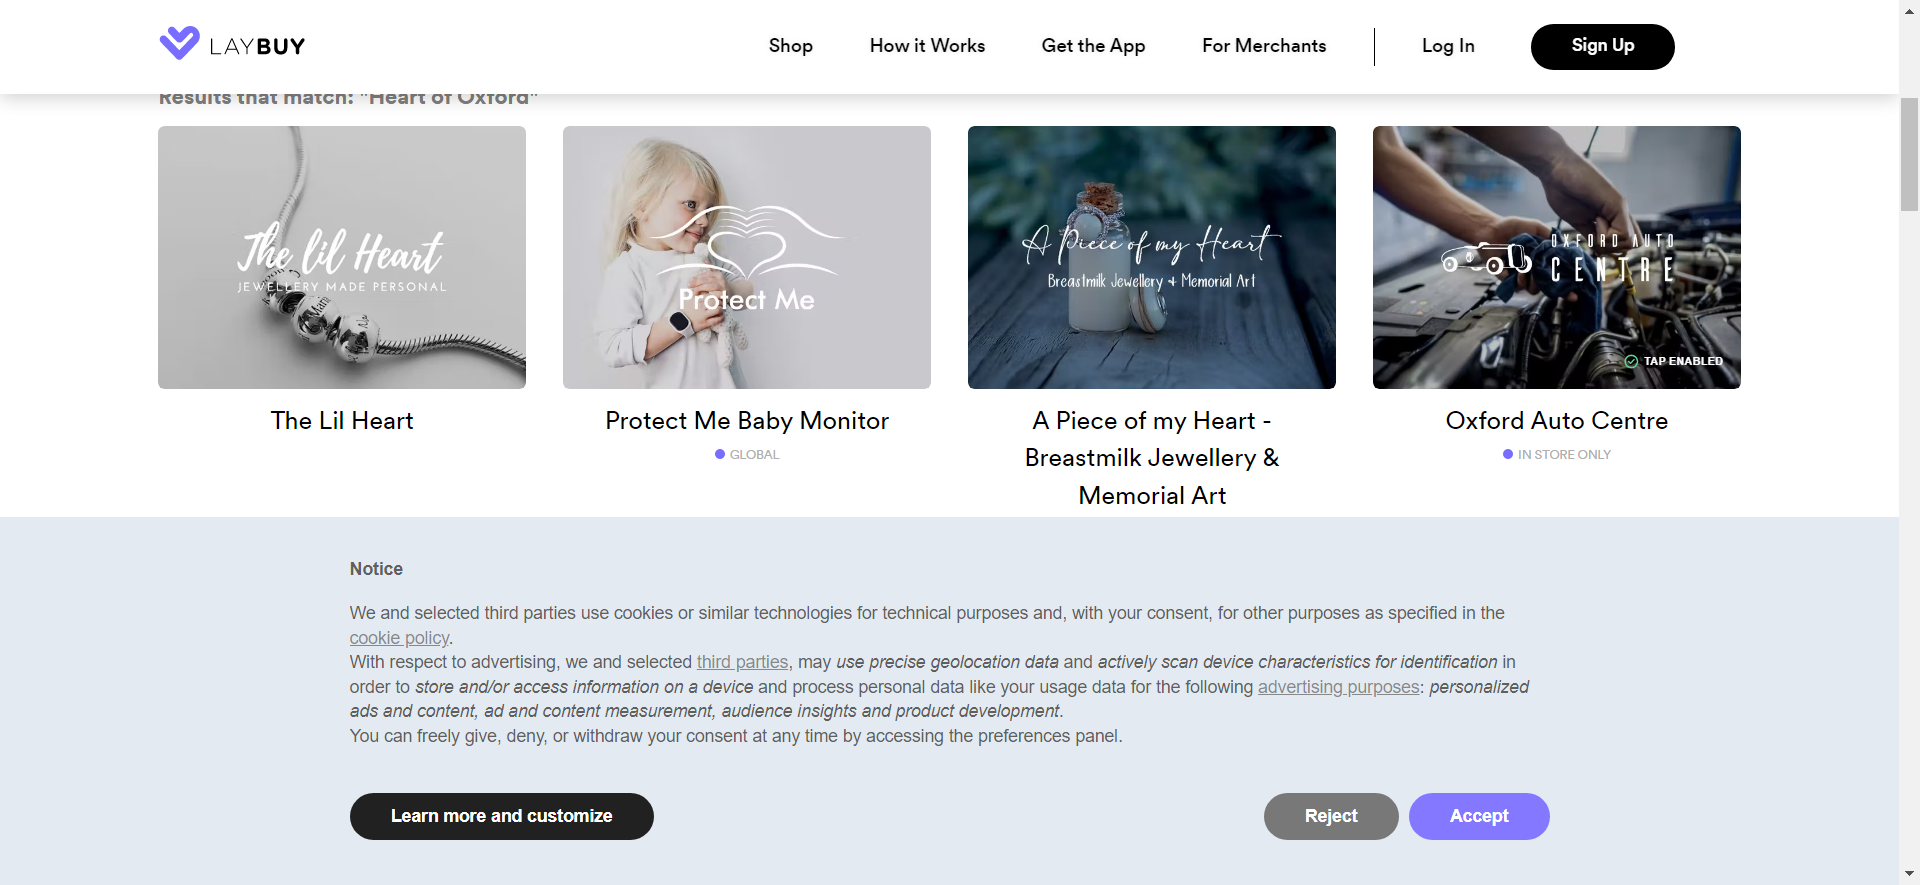 LAYBUY
Shop
How it Works
Get the App
For Merchants
Log In
Sign Up
Results that match: "Heart of Oxford"
The lil Heart
JEWELLERY MADE PERSONAL
Protect Me
A Piece of my Heart
Breastmilk Jewellery + Memorial Art
OXFORD AUTO
CENTRE
TAP ENABLED
The Lil Heart
Protect Me Baby Monitor
GLOBAL
A Piece of my Heart -
Breastmilk Jewellery &
Memorial Art
Oxford Auto Centre
IN STORE ONLY
Notice
We and selected third parties use cookies or similar technologies for technical purposes and, with your consent, for other purposes as specified in the
cookie policy.
With respect to advertising, we and selected third parties, may use precise geolocation data and actively scan device characteristics for identification in
order to store and/or access information on a device and process personal data like your usage data for the following advertising purposes: personalized
ads and content, ad and content measurement, audience insights and product development.
You can freely give, deny, or withdraw your consent at any time by accessing the preferences panel.
Learn more and customize
Reject
Accept